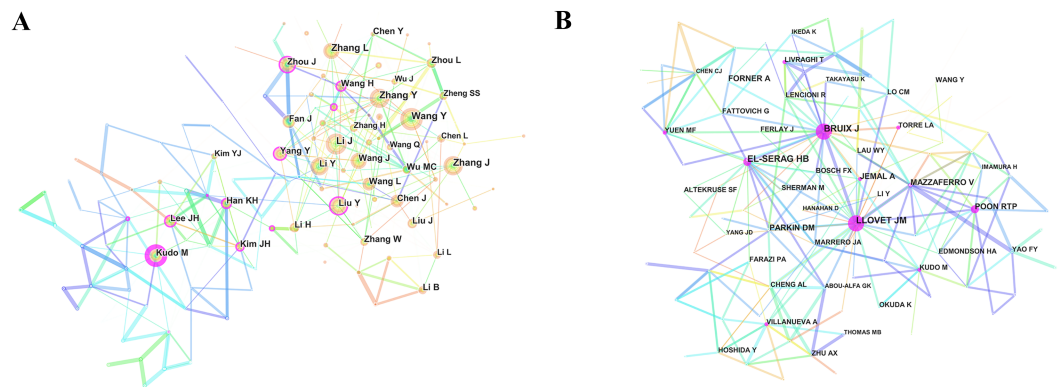 A
Chen Y
Zhang L
Zhou J
Zhou L
Wu J
Wang H
Zhang Y
Zheng SS
Wang Y
Fan J
Zhang H
Li J
Chen L
Wang Q
Yang Y
Kim YJ
Li Y
Wang J
Wu MC
Zhang J
Wang L
Han KH
Liu Y
Chen J
Lee JH
Li H
Liu J
Kim JH
Zhang W
Kudo M
Li L
Li B
B
IKEDA K
LIVRAGHI T
CHEN CJ
FORNER A
TAKAYASU K
WANG Y
LENCIONI R
LO CM
FATTOVICH G
YUEN MF
FERLAY J
BRUIX J
TORRE LA
LAU WY
EL-SERAG HB
BOSCH FX
IMAMURA H
JEMAL A
MAZZAFERRO V
ALTEKRUSE SF
SHERMAN M
LI Y
HANAHAN D
POON RTP
LLOVET JM
YANG JD
PARKIN DM
MARRERO JA
EDMONDSON HA
YAO FY
FARAZI PA
KUDO M
CHENG AL
ABOU-ALFA GK
OKUDA K
VILLANUEVA A
THOMAS MB
HOSHIDA Y
ZHU AX